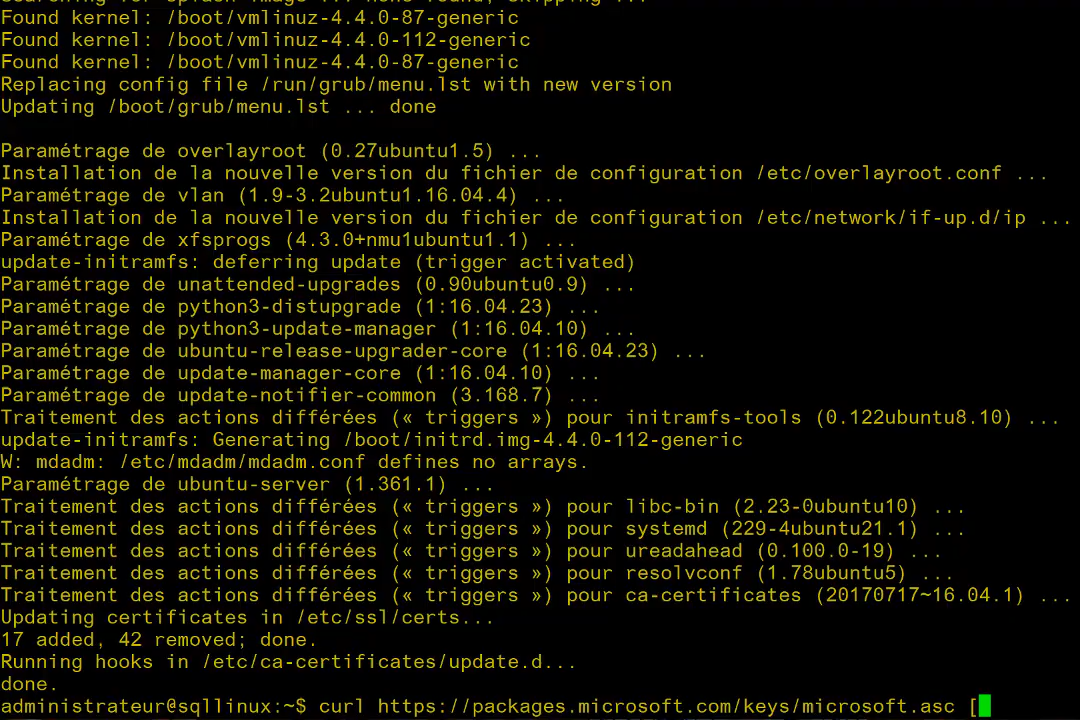 Searching for splash image ... none found, skipping ...
Found kernel: /boot/vmlinuz-4.4.0-87-generic
Found kernel: /boot/vmlinuz-4.4.0-112-generic
Found kernel: /boot/vmlinuz-4.4.0-87-generic
Replacing config file /run/grub/menu.lst with new version
Updating /boot/grub/menu.lst ... done
Paramétrage de overlayroot (0.27ubuntu1.5) ...
Installation de la nouvelle version du fichier de configuration /etc/overlayroot.conf ...
Paramétrage de vlan (1.9-3.2ubuntu1.16.04.4) ...
Installation de la nouvelle version du fichier de configuration /etc/network/if-up.d/ip ...
Paramétrage de xfsprogs (4.3.0+nmu1ubuntu1.1) ...
update-initramfs: deferring update (trigger activated)
Paramétrage de unattended-upgrades (0.90ubuntu0.9) ...
Paramétrage de python3-distupgrade (1:16.04.23) ...
Paramétrage de python3-update-manager (1:16.04.10) ...
Paramétrage de ubuntu-release-upgrader-core (1:16.04.23) ...
Paramétrage de update-manager-core (1:16.04.10) ...
Paramétrage de update-notifier-common (3.168.7) ...
Traitement des actions différées (« triggers ») pour initramfs-tools (0.122ubuntu8.10) ...
update-initramfs: Generating /boot/initrd.img-4.4.0-112-generic
W: mdadm: /etc/mdadm/mdadm.conf defines no arrays.
Paramétrage de ubuntu-server (1.361.1) ...
Traitement des actions différées (« triggers ») pour libc-bin (2.23-0ubuntu10) ...
Traitement des actions différées (« triggers ») pour systemd (229-4ubuntu21.1) ...
Traitement des actions différées (« triggers ») pour ureadahead (0.100.0-19) ...
Traitement des actions différées (« triggers ») pour resolvconf (1.78ubuntu5) ...
Traitement des actions différées (« triggers ») pour ca-certificates (20170717~16.04.1) ...
Updating certificates in /etc/ssl/certs...
17 added, 42 removed; done.
Running hooks in /etc/ca-certificates/update.d...
done.
administrateur@sqllinux:~$ curl https://packages.microsoft.com/keys/microsoft.asc [